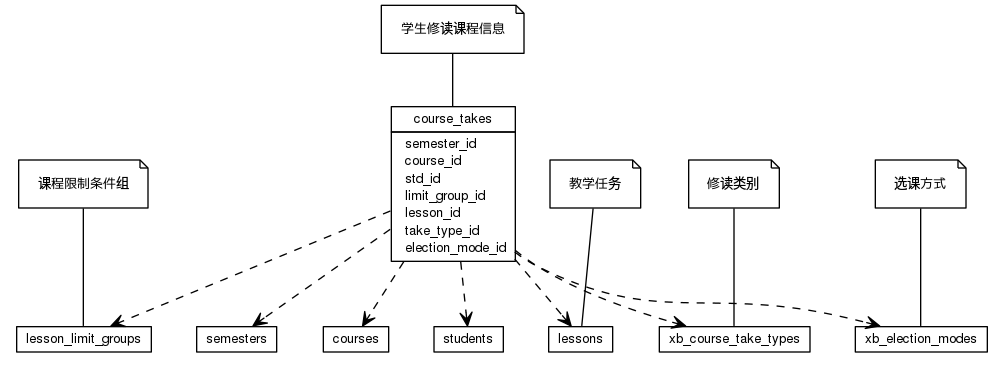 学生修读课程信息
course_takes
semester_id
course_id
std_id
limit_group_id
lesson_id
take_type_id
election_mode_id
课程限制条件组
教学任务
修读类别
选课方式
lesson_limit_groups
semesters
courses
students
lessons
xb_course_take_types
xb_election_modes